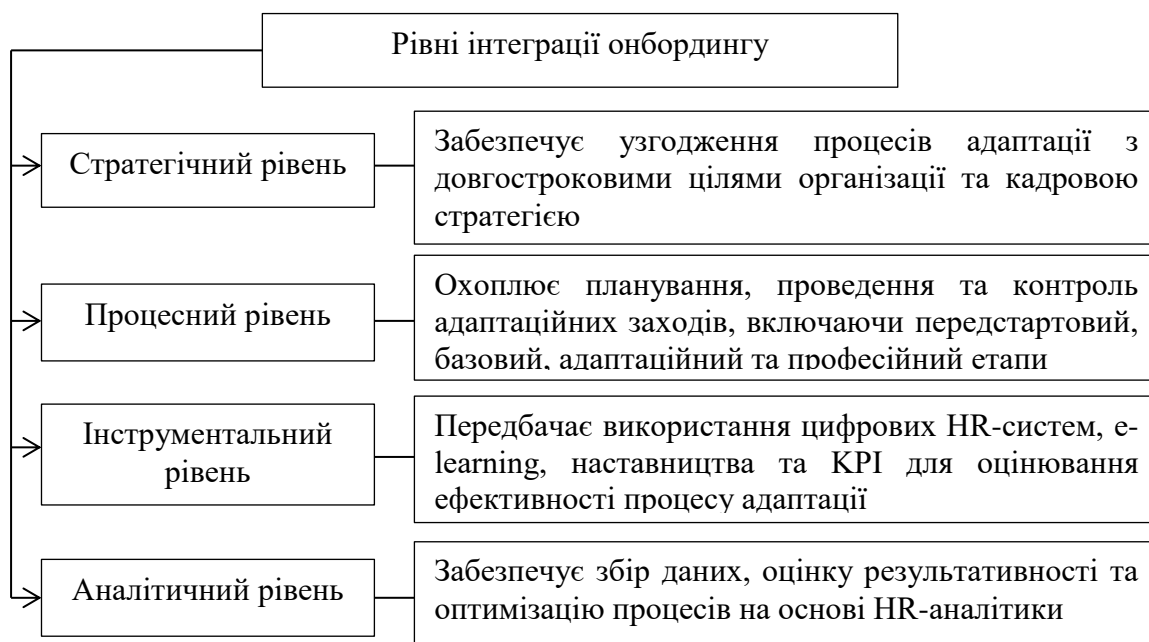 Рівні інтеграції онбордингу
Стратегічний рівень
Забезпечує узгодження процесів адаптації з
довгостроковими цілями організації та кадровою
стратегією
Процесний рівень
Охоплює планування, проведення та контроль
адаптаційних заходів, включаючи передстартовий,
базовий, адаптаційний та професійний етапи
Інструментальний
рівень
Передбачає використання цифрових HR-систем, e-
learning, наставництва та KPI для оцінювання
ефективності процесу адаптації
Аналітичний рівень
Забезпечує збір даних, оцінку результативності та
оптимізацію процесів на основі HR-аналітики